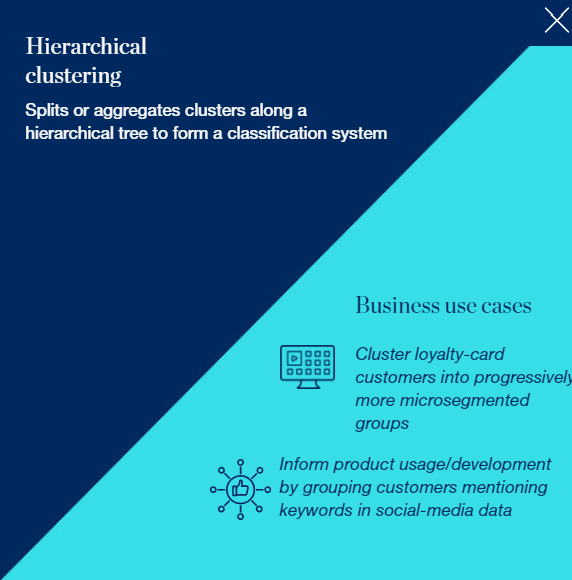 Hierarchical
clustering
Splits or aggregates clusters along a
hierarchical tree to form a classification system
Business use cases
Cluster loyalty-card
customers into progressively
more microsegmented
groups
Inform product usage/development
by grouping customers mentioning
keywords in social-media data